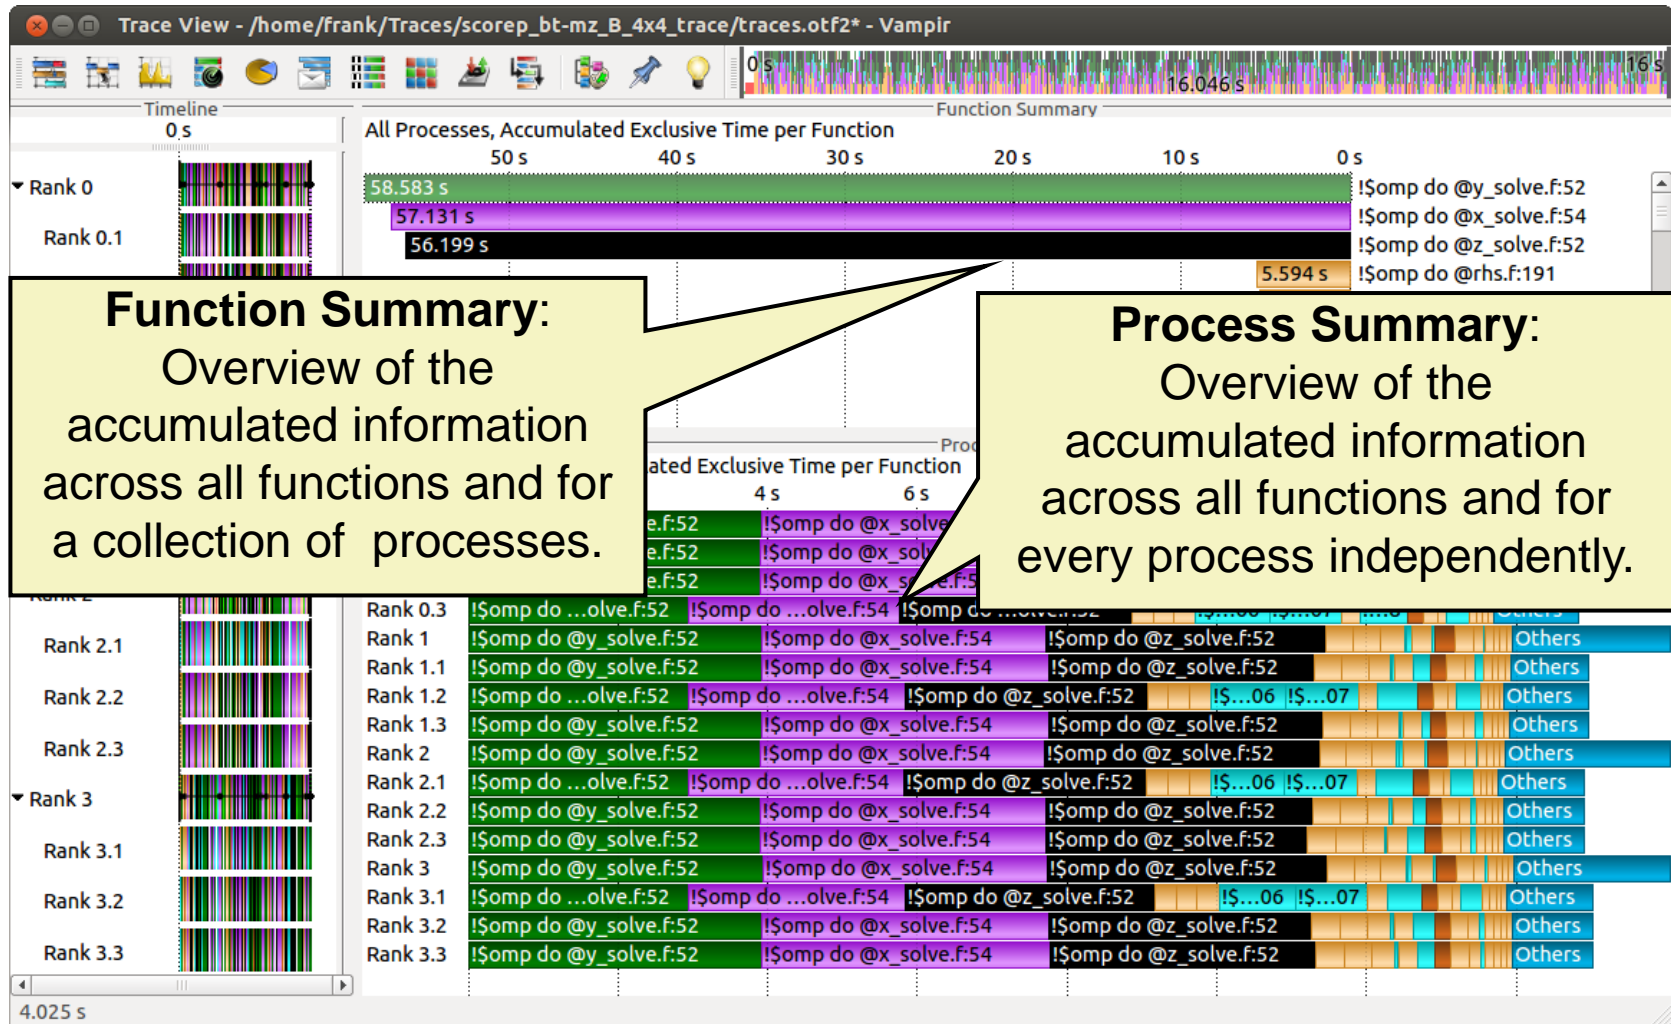 Trace View - /home/frank/Traces/scorep_bt-mz_B_4x4_trace/traces.otf2* - Vampir
0 s 16.046 s 16 s
Timeline
0 s
Rank 0
Rank 0.1
Function Summary
All Processes, Accumulated Exclusive Time per Function
50 s 40 s 30 s 20 s 10 s 0 s
58.583 s !$omp do @y_solve.f:52
57.131 s !$omp do @x_solve.f:54
56.199 s !$omp do @z_solve.f:52
5.594 s !$omp do @rhs.f:191
Function Summary:
Overview of the
accumulated information
across all functions and for
a collection of processes.
Process Summary:
Overview of the
accumulated information
across all functions and for
every process independently.
Exclusive Time per Function
4 s 6 s
e.f:52 !$omp do @x_solve
e.f:52 !$omp do @x_solv
e.f:52 !$omp do @x_s
Rank 2.1
Rank 2.2
Rank 2.3
Rank 3
Rank 3.1
Rank 3.2
Rank 3.3
Rank 0.3 !$omp do ...olve.f:52 !$omp do ...olve.f:54 !$omp do ...olve.f:52 Others
Rank 1 !$omp do @y_solve.f:52 !$omp do @x_solve.f:54 !$omp do @z_solve.f:52 Others
Rank 1.1 !$omp do @y_solve.f:52 !$omp do @x_solve.f:54 !$omp do @z_solve.f:52 Others
Rank 1.2 !$omp do ...olve.f:52 !$omp do ...olve.f:54 !$omp do @z_solve.f:52 !$...06 !$...07 Others
Rank 1.3 !$omp do @y_solve.f:52 !$omp do @x_solve.f:54 !$omp do @z_solve.f:52 Others
Rank 2 !$omp do @y_solve.f:52 !$omp do @x_solve.f:54 !$omp do @z_solve.f:52 Others
Rank 2.1 !$omp do ...olve.f:52 !$omp do ...olve.f:54 !$omp do @z_solve.f:52 !$...06 !$...07 Others
Rank 2.2 !$omp do @y_solve.f:52 !$omp do @x_solve.f:54 !$omp do @z_solve.f:52 Others
Rank 2.3 !$omp do @y_solve.f:52 !$omp do @x_solve.f:54 !$omp do @z_solve.f:52 Others
Rank 3 !$omp do @y_solve.f:52 !$omp do @x_solve.f:54 !$omp do @z_solve.f:52 Others
Rank 3.1 !$omp do ...olve.f:52 !$omp do ...olve.f:54 !$omp do @z_solve.f:52 !$...06 !$...07 Others
Rank 3.2 !$omp do @y_solve.f:52 !$omp do @x_solve.f:54 !$omp do @z_solve.f:52 Others
Rank 3.3 !$omp do @y_solve.f:52 !$omp do @x_solve.f:54 !$omp do @z_solve.f:52 Others
4.025 s